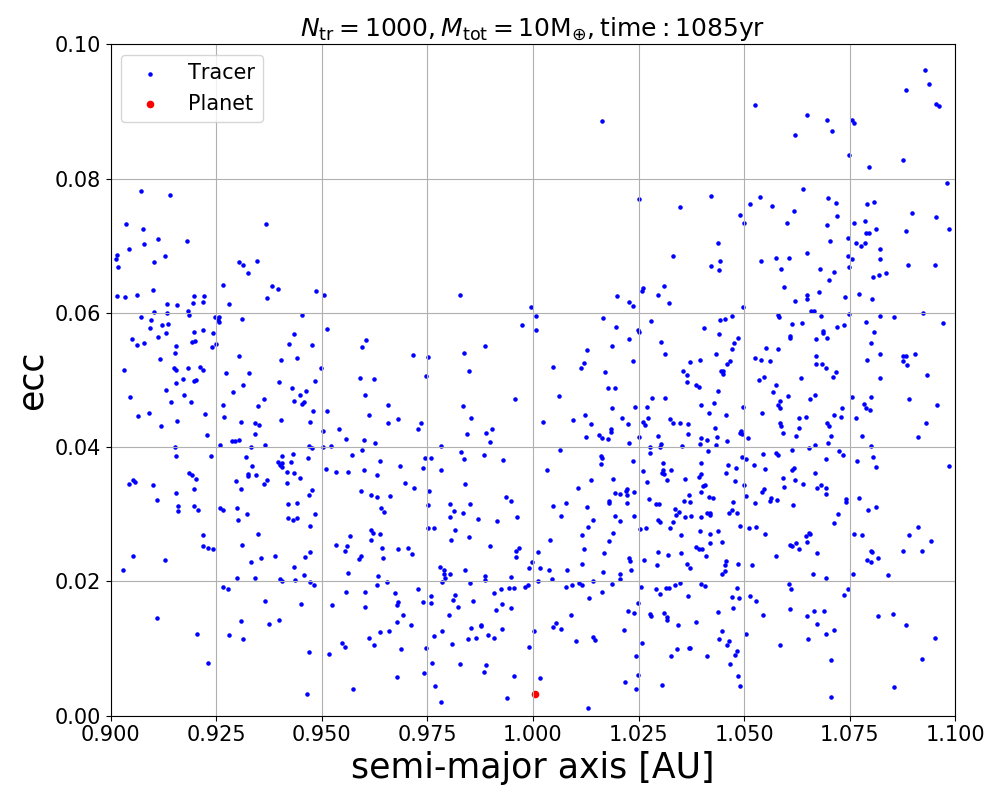 N_tr = 1000, M_tot = 10M_⊕, time : 1085yr
Tracer
Planet
ecc
0.10
0.08
0.06
0.04
0.02
0.00
0.900 0.925 0.950 0.975 1.000 1.025 1.050 1.075 1.100
semi-major axis [AU]